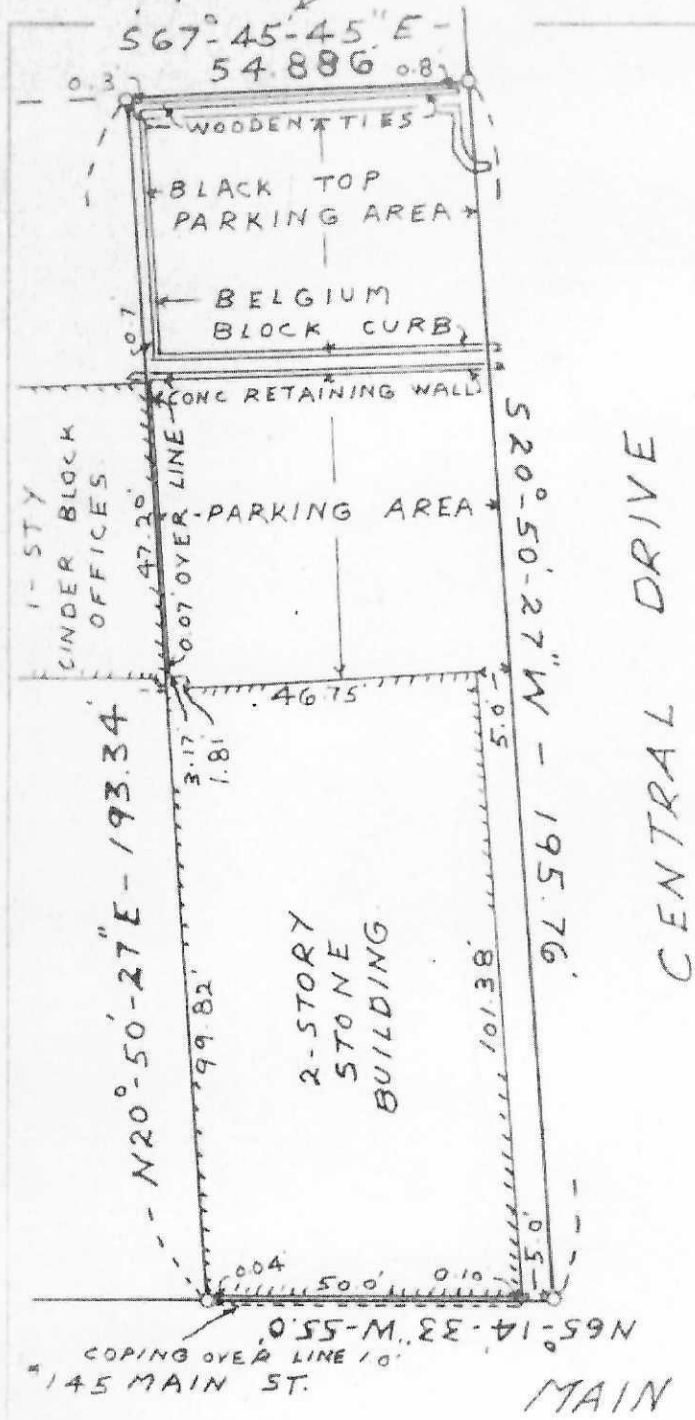 S67°-45'-45" E -
54.886
0.3
0.8
WOODEN TIES
BLACK TOP
PARKING AREA
BELGIUM
BLOCK CURB
0.7
CONC RETAINING WALL
1-STY
CINDER BLOCK
OFFICES
47.20'
0.07' OVER LINE
PARKING AREA
S20°-50'-27"W - 195.76'
CENTRAL DRIVE
46.75'
3.17'
1.81'
5.0'
N20°-50'-27"E - 193.34'
99.82'
2-STORY
STONE
BUILDING
101.38'
0.04
50.0'
0.10
5.0'
N65°-14'-33"W-55.0'
COPING OVER LINE 1.0'
145 MAIN ST.
MAIN